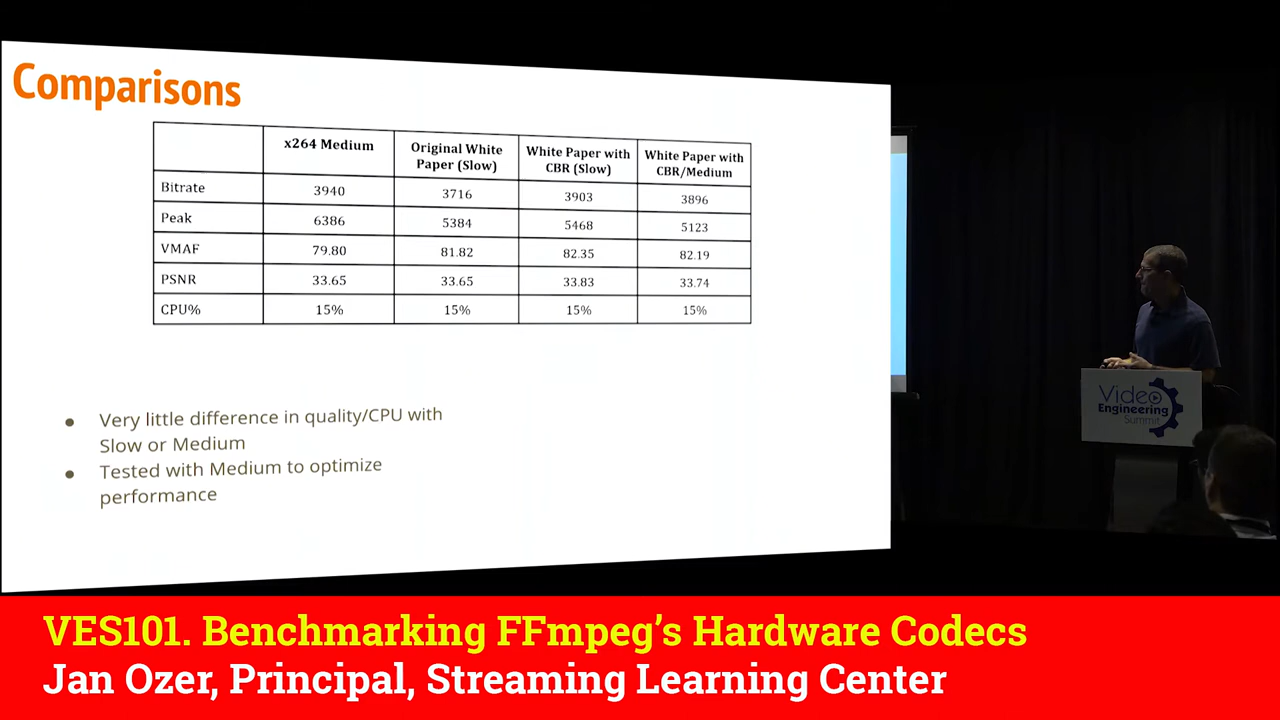 Comparisons
x264 Medium
Original White
Paper (Slow)
White Paper with
CBR (Slow)
White Paper with
CBR/Medium
Bitrate 3940 3716 3903 3896
Peak 6386 5384 5468 5123
VMAF 79.80 81.82 82.35 82.19
PSNR 33.65 33.65 33.83 33.74
CPU% 15% 15% 15% 15%
● Very little difference in quality/CPU with
Slow or Medium
● Tested with Medium to optimize
performance
Video
Engineering
Summit
VES101. Benchmarking FFmpeg’s Hardware Codecs
Jan Ozer, Principal, Streaming Learning Center